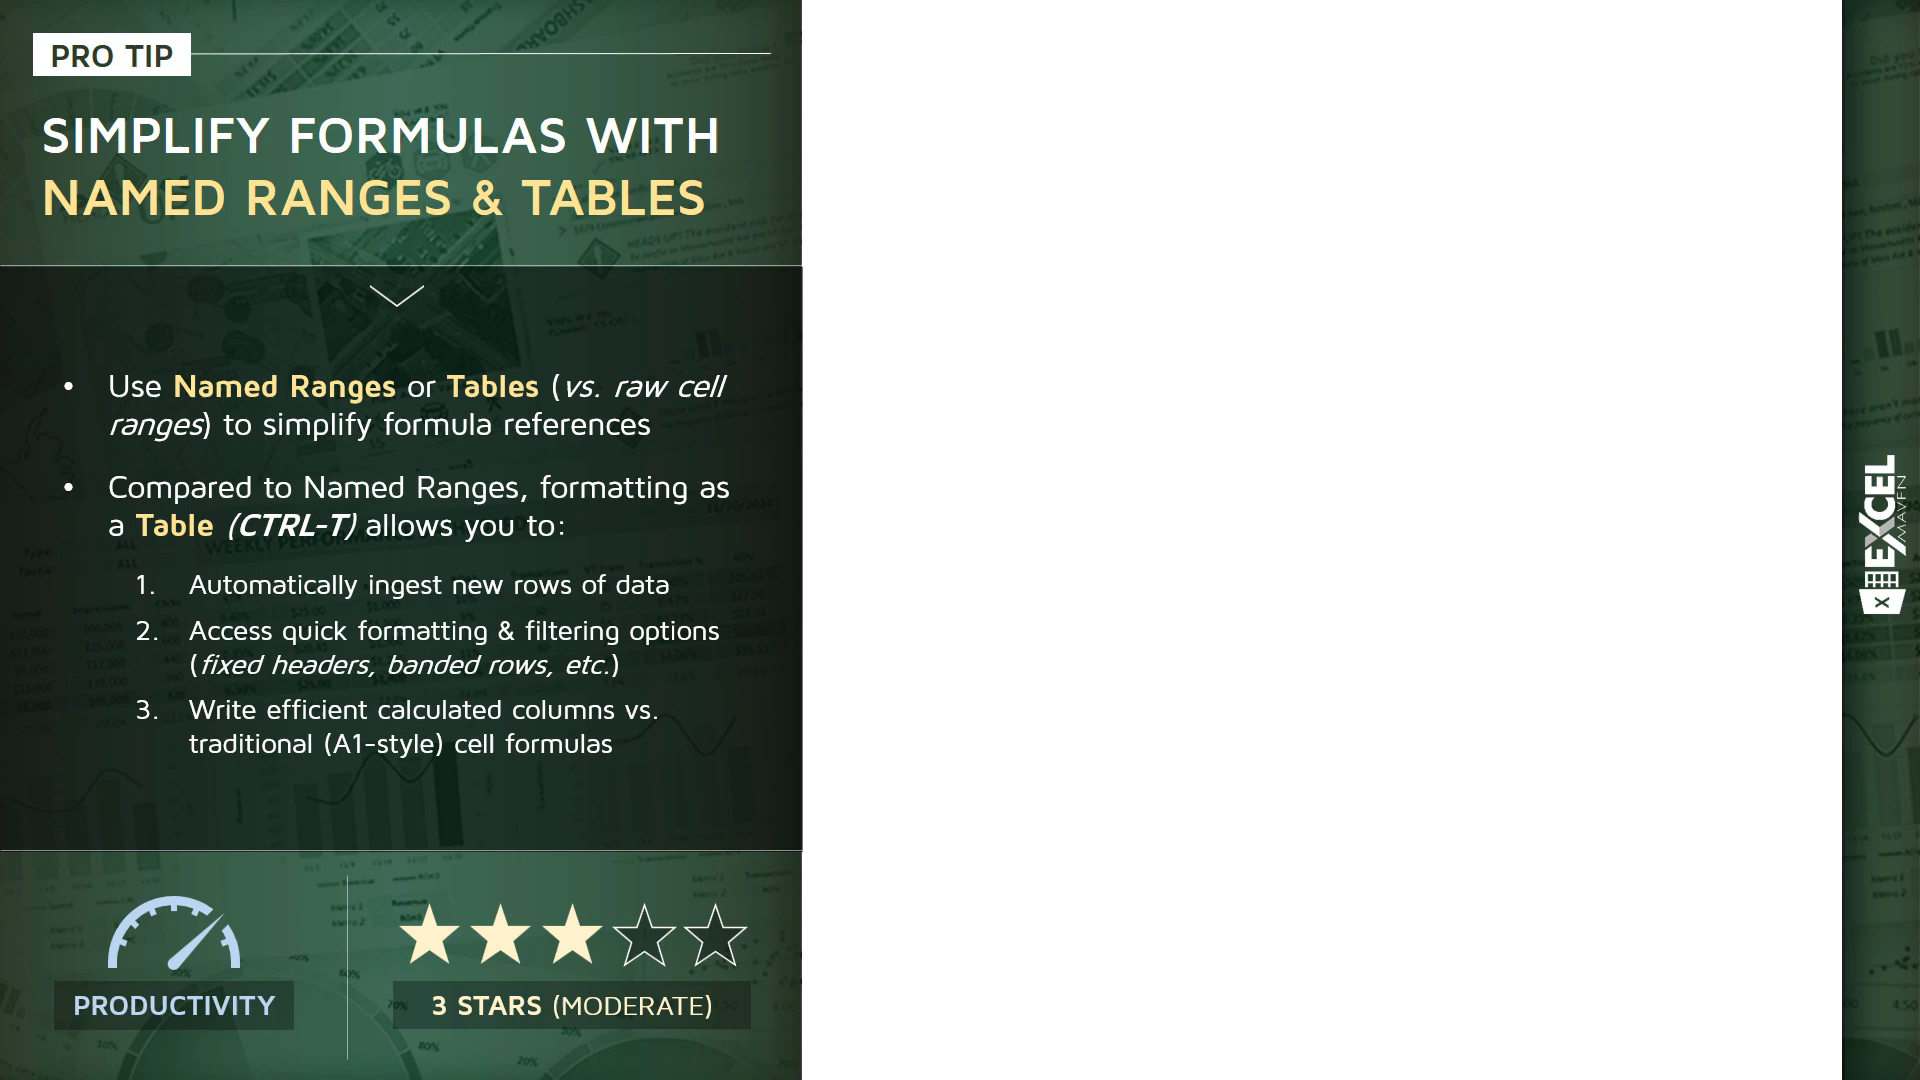 PRO TIP
SIMPLIFY FORMULAS WITH
NAMED RANGES & TABLES
• Use Named Ranges or Tables (vs. raw cell
ranges) to simplify formula references
• Compared to Named Ranges, formatting as
a Table (CTRL-T) allows you to:
1. Automatically ingest new rows of data
2. Access quick formatting & filtering options
(fixed headers, banded rows, etc.)
3. Write efficient calculated columns vs.
traditional (A1-style) cell formulas
PRODUCTIVITY
3 STARS (MODERATE)
X EXCEL
MAVEN